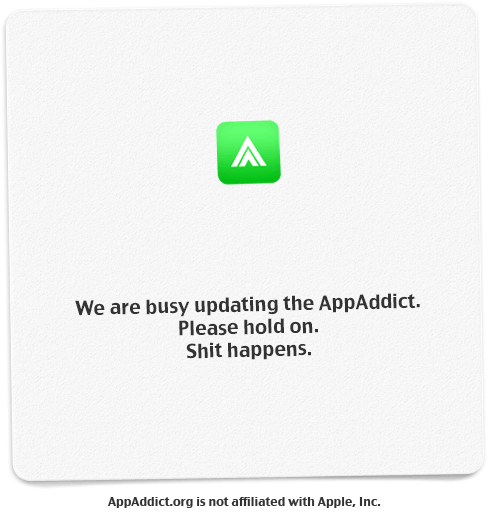 We are busy updating the AppAddict.
Please hold on.
Shit happens.
AppAddict.org is not affiliated with Apple, Inc.